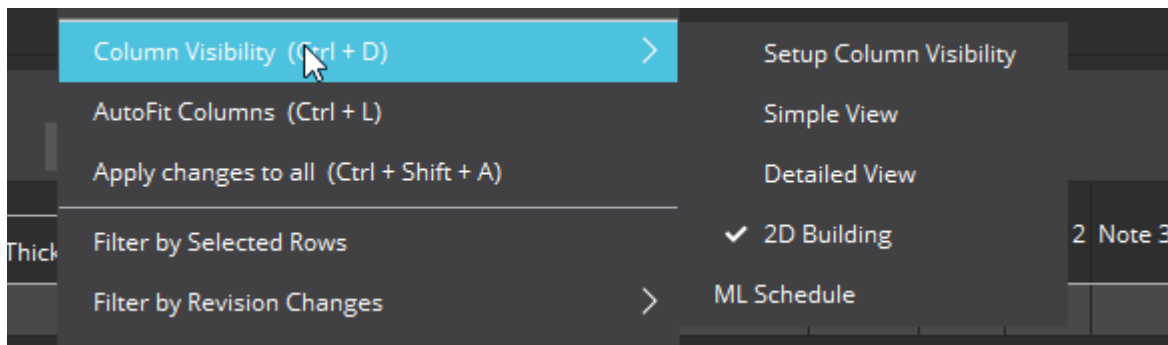 Column Visibility (Ctrl + D)
AutoFit Columns (Ctrl + L)
Apply changes to all (Ctrl + Shift + A)
Filter by Selected Rows
Filter by Revision Changes
Setup Column Visibility
Simple View
Detailed View
2D Building
ML Schedule
Thick
2 Note 3